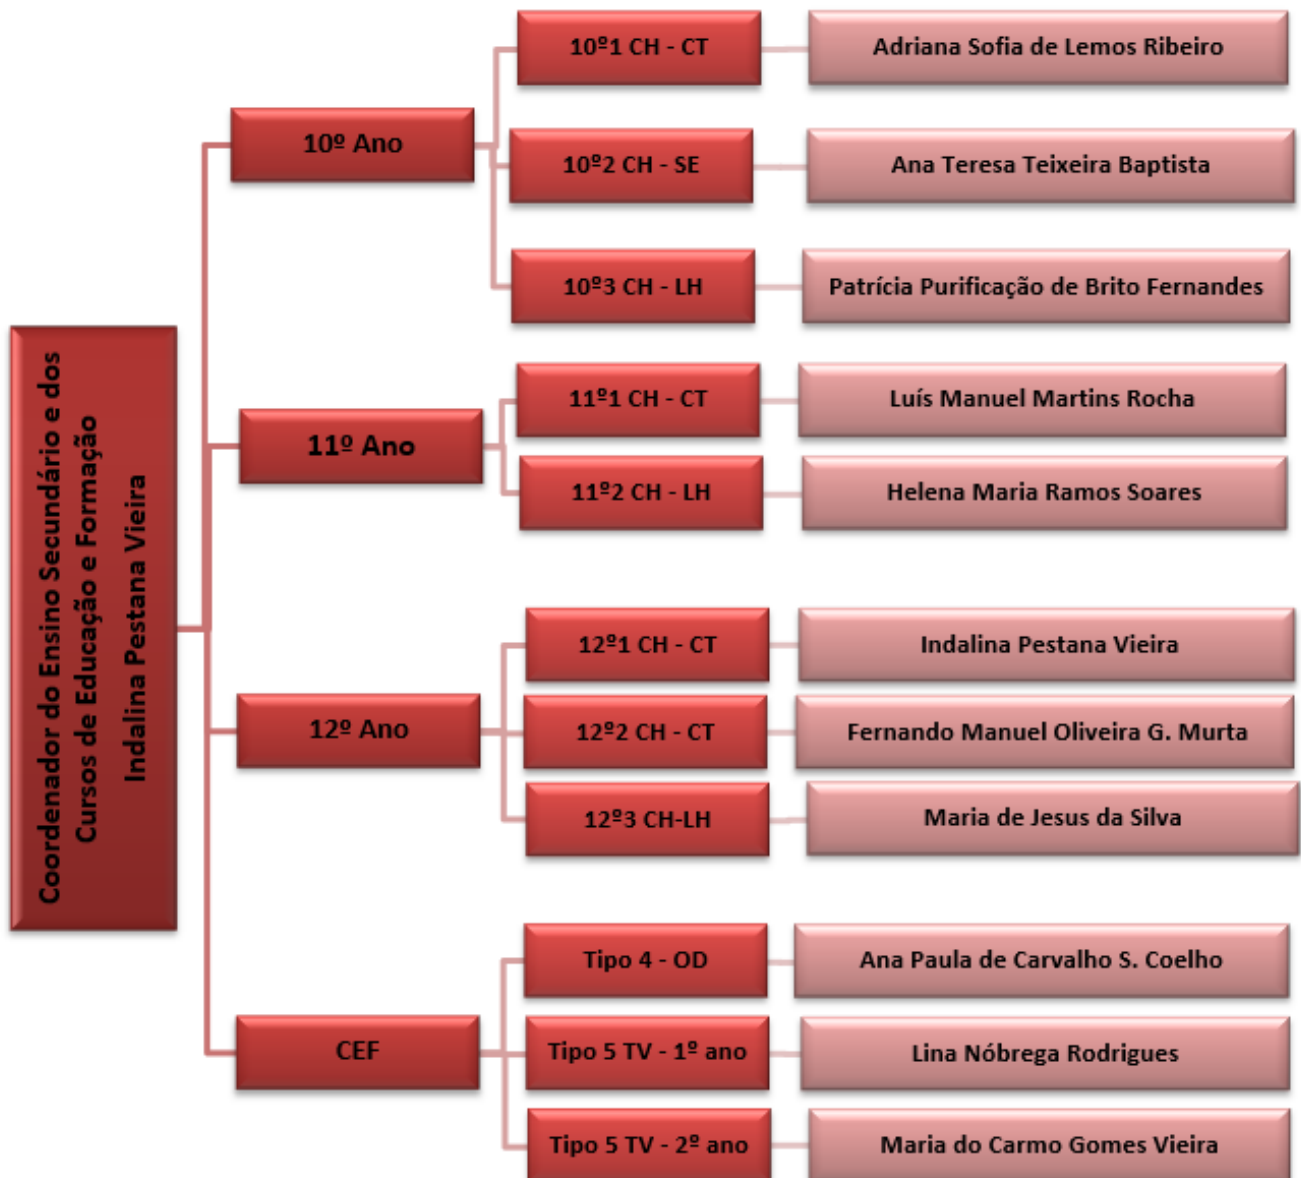 Coordenador do Ensino Secundário e dos
Cursos de Educação e Formação
Indalina Pestana Vieira
10º Ano
10º1 CH - CT
Adriana Sofia de Lemos Ribeiro
10º2 CH - SE
Ana Teresa Teixeira Baptista
10º3 CH - LH
Patrícia Purificação de Brito Fernandes
11º Ano
11º1 CH - CT
Luís Manuel Martins Rocha
11º2 CH - LH
Helena Maria Ramos Soares
12º Ano
12º1 CH - CT
Indalina Pestana Vieira
12º2 CH - CT
Fernando Manuel Oliveira G. Murta
12º3 CH-LH
Maria de Jesus da Silva
CEF
Tipo 4 - OD
Ana Paula de Carvalho S. Coelho
Tipo 5 TV - 1º ano
Lina Nóbrega Rodrigues
Tipo 5 TV - 2º ano
Maria do Carmo Gomes Vieira